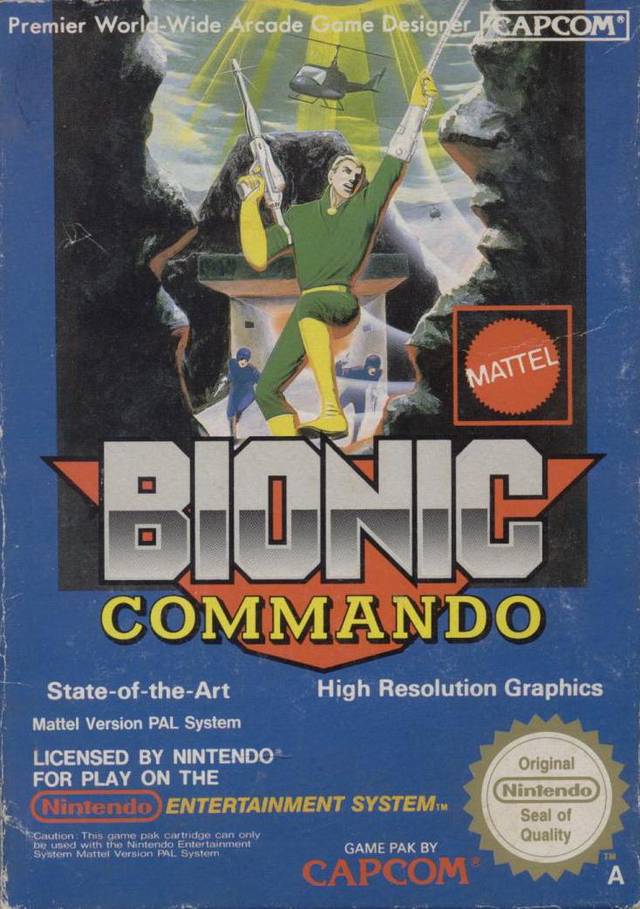 Premier World-Wide Arcade Game Designer CAPCOM®
MATTEL
BIONIC
COMMANDO
State-of-the-Art
High Resolution Graphics
Mattel Version PAL System
LICENSED BY NINTENDO®
FOR PLAY ON THE
Nintendo ENTERTAINMENT SYSTEM™
Caution: This game pak cartridge can only
be used with the Nintendo Entertainment
System Mattel Version PAL System.
GAME PAK BY
CAPCOM®
Original
Nintendo
Seal of
Quality
TM
A